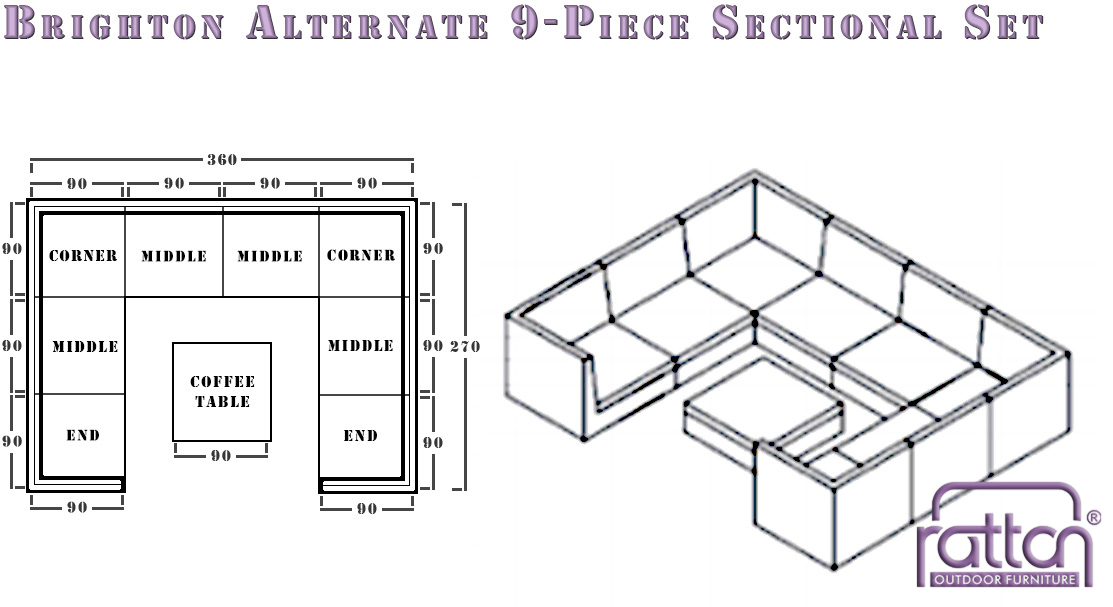 BRIGHTON ALTERNATE 9-PIECE SECTIONAL SET
360
90 90 90 90
90 CORNER MIDDLE MIDDLE CORNER 90
90 MIDDLE MIDDLE 90 270
COFFEE
TABLE
90 END END 90
90
90 90
rattan®
OUTDOOR FURNITURE